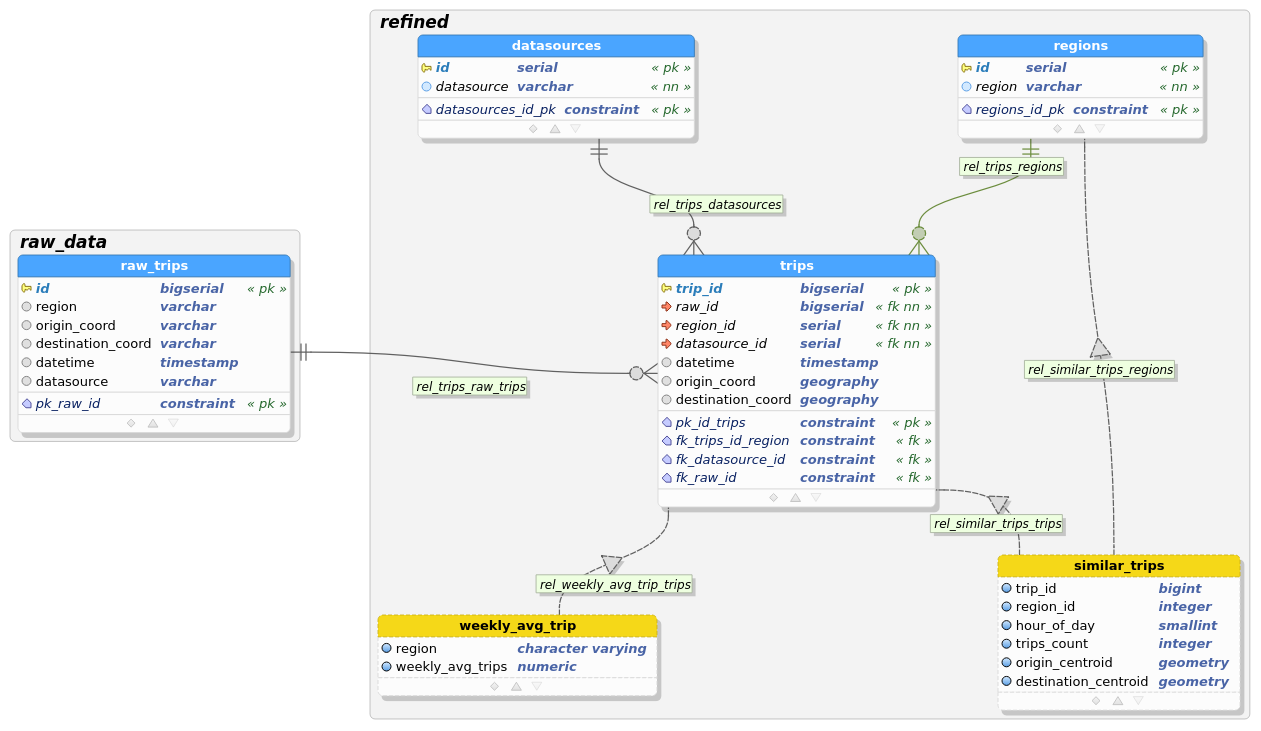 refined
datasources
id serial « pk »
datasource varchar « nn »
datasources_id_pk constraint « pk »
regions
id serial « pk »
region varchar « nn »
regions_id_pk constraint « pk »
rel_trips_regions
rel_trips_datasources
raw_data
raw_trips
id bigserial « pk »
region varchar
origin_coord varchar
destination_coord varchar
datetime timestamp
datasource varchar
pk_raw_id constraint « pk »
rel_trips_raw_trips
trips
trip_id bigserial « pk »
raw_id bigserial « fk nn »
region_id serial « fk nn »
datasource_id serial « fk nn »
datetime timestamp
origin_coord geography
destination_coord geography
pk_id_trips constraint « pk »
fk_trips_id_region constraint « fk »
fk_datasource_id constraint « fk »
fk_raw_id constraint « fk »
rel_similar_trips_regions
rel_similar_trips_trips
rel_weekly_avg_trip_trips
weekly_avg_trip
region character varying
weekly_avg_trips numeric
similar_trips
trip_id bigint
region_id integer
hour_of_day smallint
trips_count integer
origin_centroid geometry
destination_centroid geometry